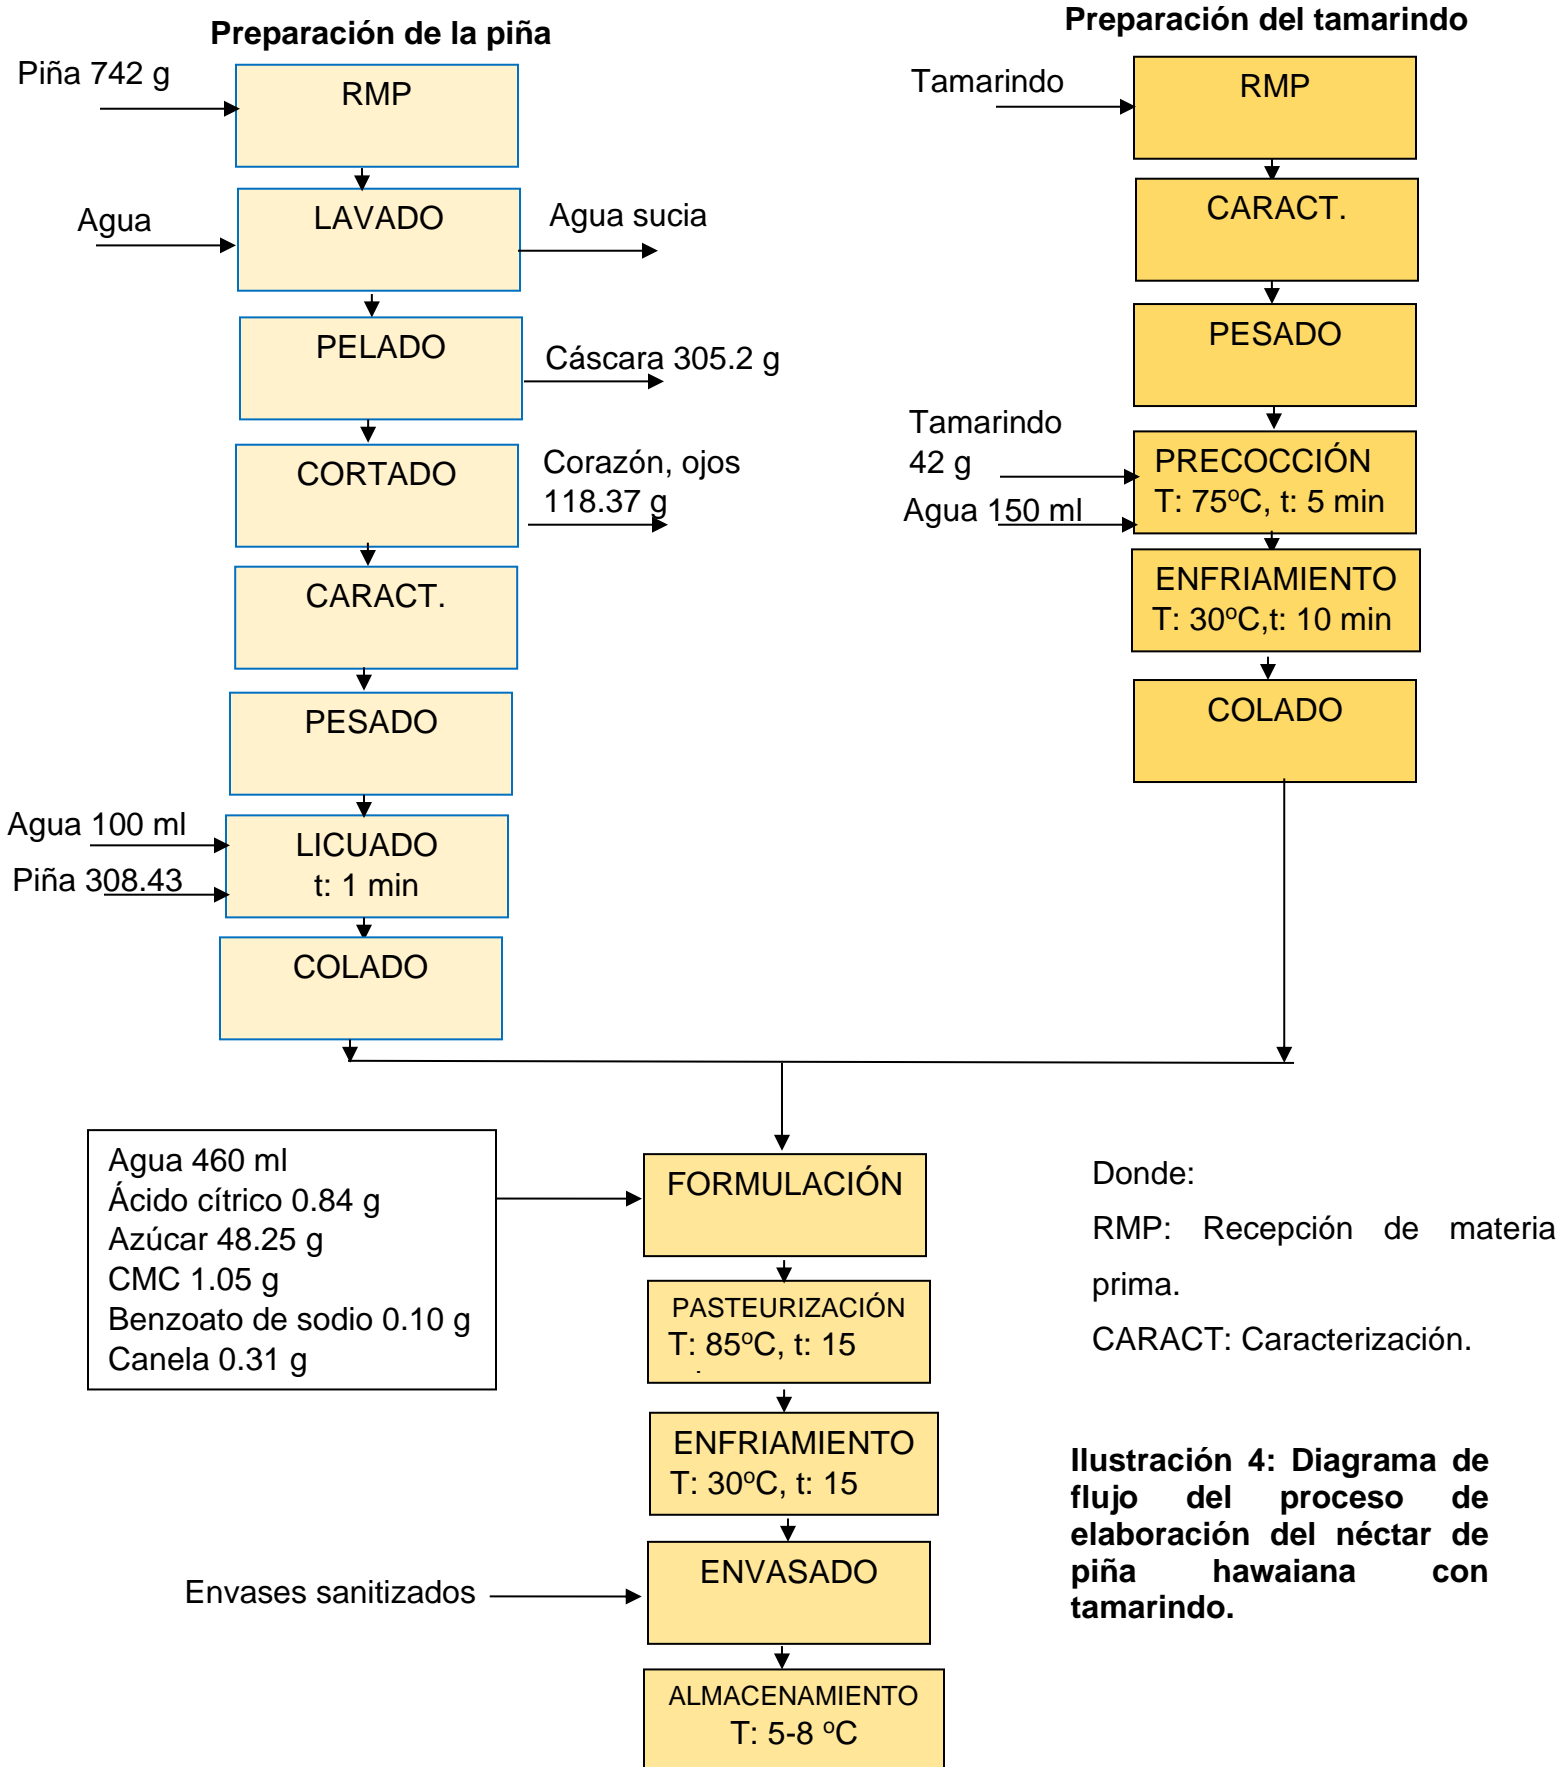 Preparación de la piña
Piña 742 g
RMP
LAVADO
Agua
Agua sucia
PELADO
Cáscara 305.2 g
CORTADO
Corazón, ojos
118.37 g
CARACT.
PESADO
Agua 100 ml
Piña 308.43
LICUADO
t: 1 min
COLADO
Preparación del tamarindo
Tamarindo
RMP
CARACT.
PESADO
Tamarindo
42 g
Agua 150 ml
PRECOCCIÓN
T: 75ºC, t: 5 min
ENFRIAMIENTO
T: 30ºC,t: 10 min
COLADO
Agua 460 ml
Ácido cítrico 0.84 g
Azúcar 48.25 g
CMC 1.05 g
Benzoato de sodio 0.10 g
Canela 0.31 g
FORMULACIÓN
PASTEURIZACIÓN
T: 85ºC, t: 15
ENFRIAMIENTO
T: 30ºC, t: 15
Envases sanitizados
ENVASADO
ALMACENAMIENTO
T: 5-8 ºC
Donde:
RMP: Recepción de materia
prima.
CARACT: Caracterización.
Ilustración 4: Diagrama de
flujo del proceso de
elaboración del néctar de
piña hawaiana con
tamarindo.